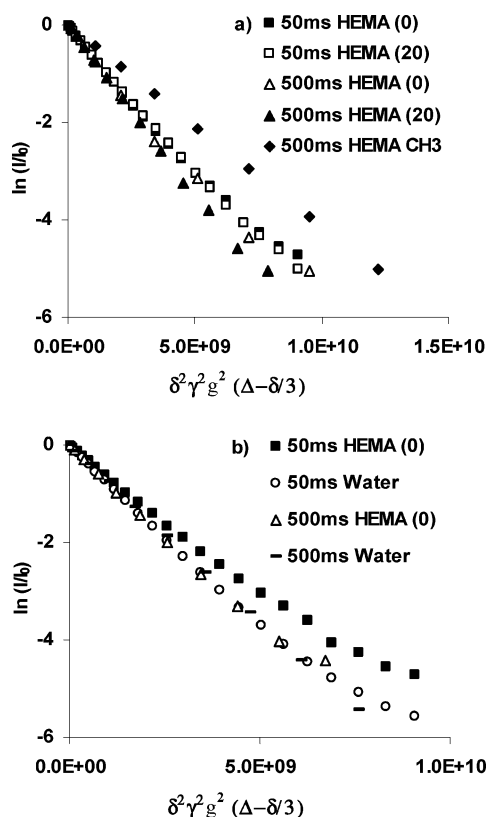 a)
■ 50ms HEMA (0)
□ 50ms HEMA (20)
△ 500ms HEMA (0)
▲ 500ms HEMA (20)
◆ 500ms HEMA CH3
0
-2
-4
-6
ln (I/I₀)
0.0E+00 5.0E+09 1.0E+10 1.5E+10
δ²γ²g² (Δ−δ/3)
b)
■ 50ms HEMA (0)
○ 50ms Water
△ 500ms HEMA (0)
- 500ms Water
0
-2
-4
-6
ln (I/I₀)
0.0E+00 5.0E+09 1.0E+10
δ²γ²g² (Δ−δ/3)